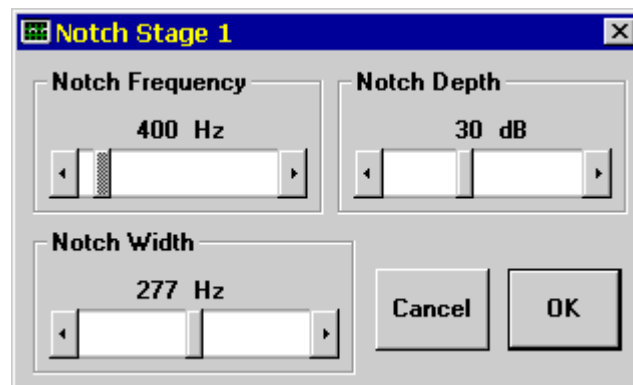 Notch Stage 1
Notch Frequency
400 Hz
Notch Depth
30 dB
Notch Width
277 Hz
Cancel
OK